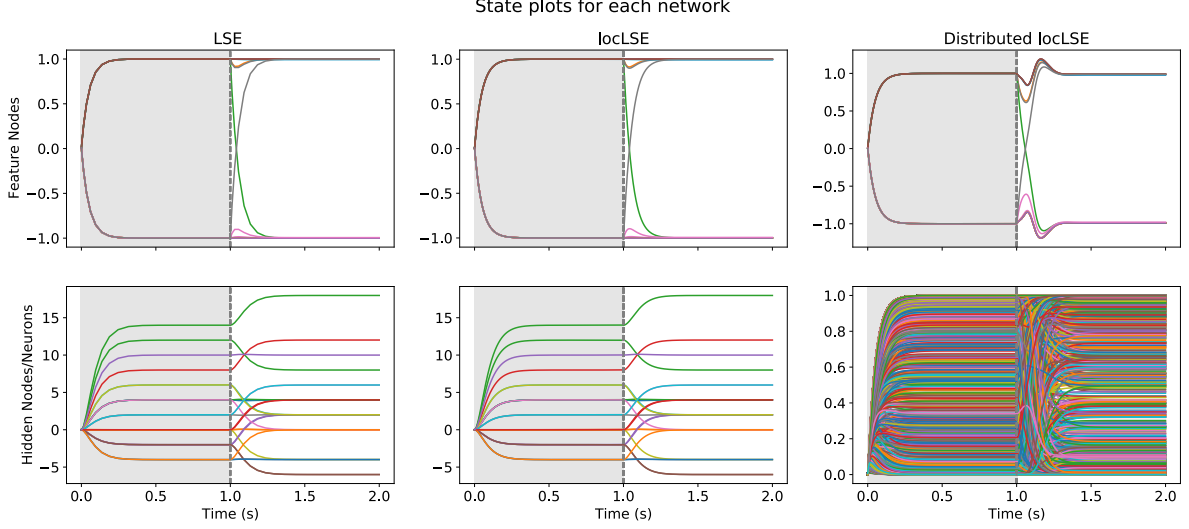 State plots for each network
LSE
locLSE
Distributed locLSE
Feature Nodes
1.0
0.5
0.0
−0.5
−1.0
1.0
0.5
0.0
−0.5
−1.0
1.0
0.5
0.0
−0.5
−1.0
Hidden Nodes/Neurons
15
10
5
0
−5
15
10
5
0
−5
1.0
0.8
0.6
0.4
0.2
0.0
0.0 0.5 1.0 1.5 2.0
0.0 0.5 1.0 1.5 2.0
0.0 0.5 1.0 1.5 2.0
Time (s)
Time (s)
Time (s)